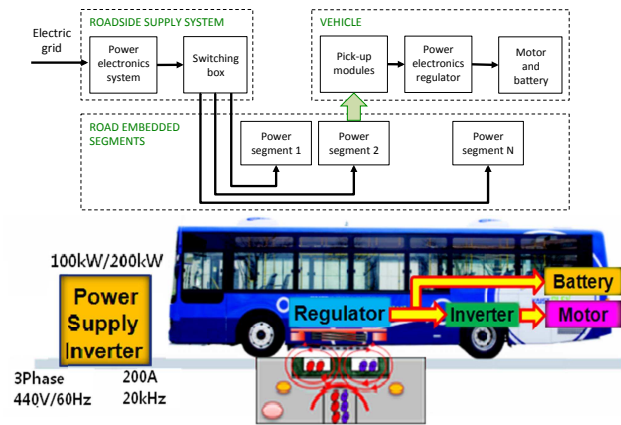 ROADSIDE SUPPLY SYSTEM
VEHICLE
Electric
grid
Power
electronics
system
Switching
box
Pick-up
modules
Power
electronics
regulator
Motor
and
battery
ROAD EMBEDDED
SEGMENTS
Power
segment 1
Power
segment 2
Power
segment N
100kW/200kW
Power
Supply
Inverter
Regulator
Battery
Inverter
Motor
3Phase 200A
440V/60Hz 20kHz